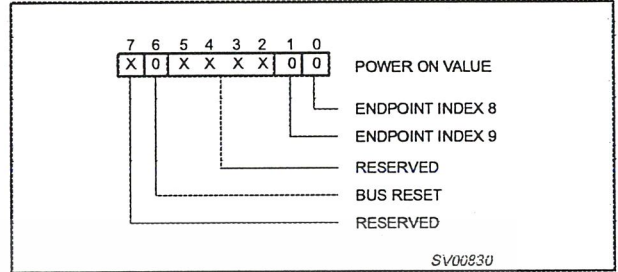 7 6 5 4 3 2 1 0
X 0 X X X X 0 0 POWER ON VALUE
ENDPOINT INDEX 8
ENDPOINT INDEX 9
RESERVED
BUS RESET
RESERVED
SV00830